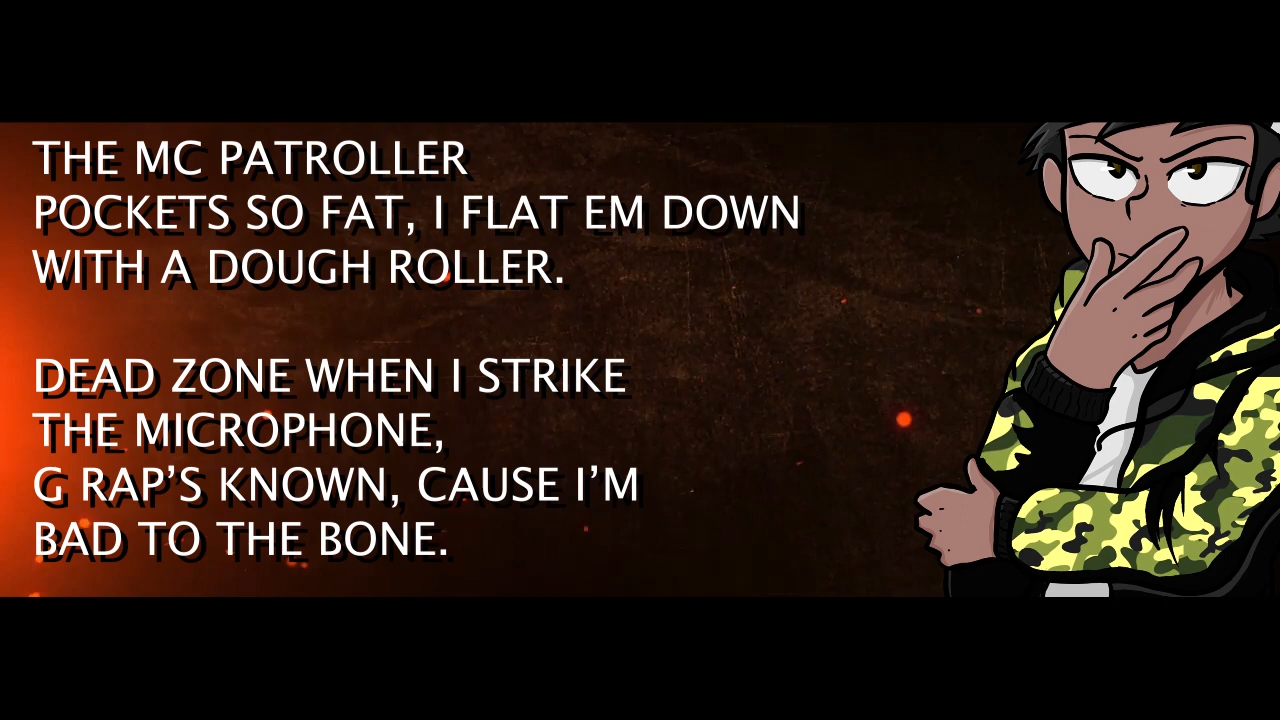 THE MC PATROLLER
POCKETS SO FAT, I FLAT EM DOWN
WITH A DOUGH ROLLER.
DEAD ZONE WHEN I STRIKE
THE MICROPHONE,
G RAP’S KNOWN, CAUSE I’M
BAD TO THE BONE.